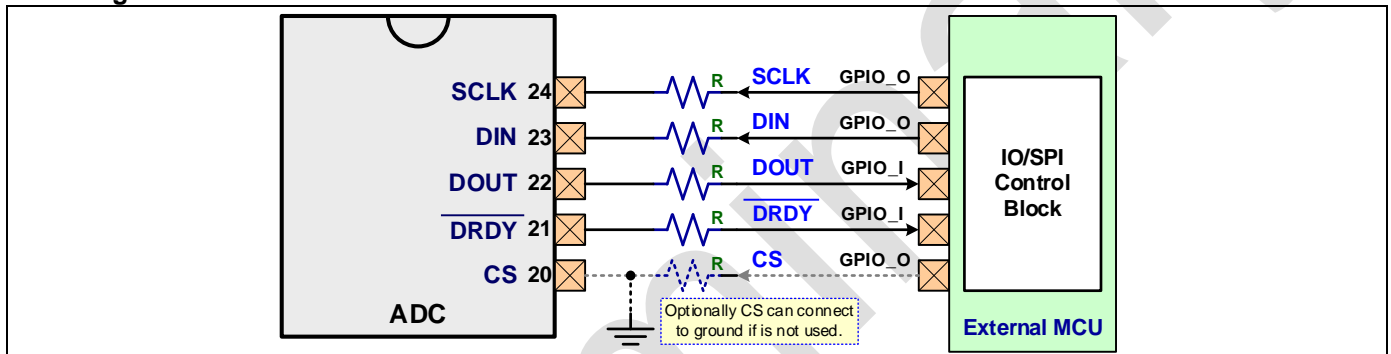 SCLK 24 R SCLK GPIO_O
DIN 23 R DIN GPIO_O
DOUT 22 R DOUT GPIO_I
DRDY 21 R DRDY GPIO_I
CS 20 R CS GPIO_O
ADC
Optionally CS can connect
to ground if is not used.
IO/SPI
Control
Block
External MCU